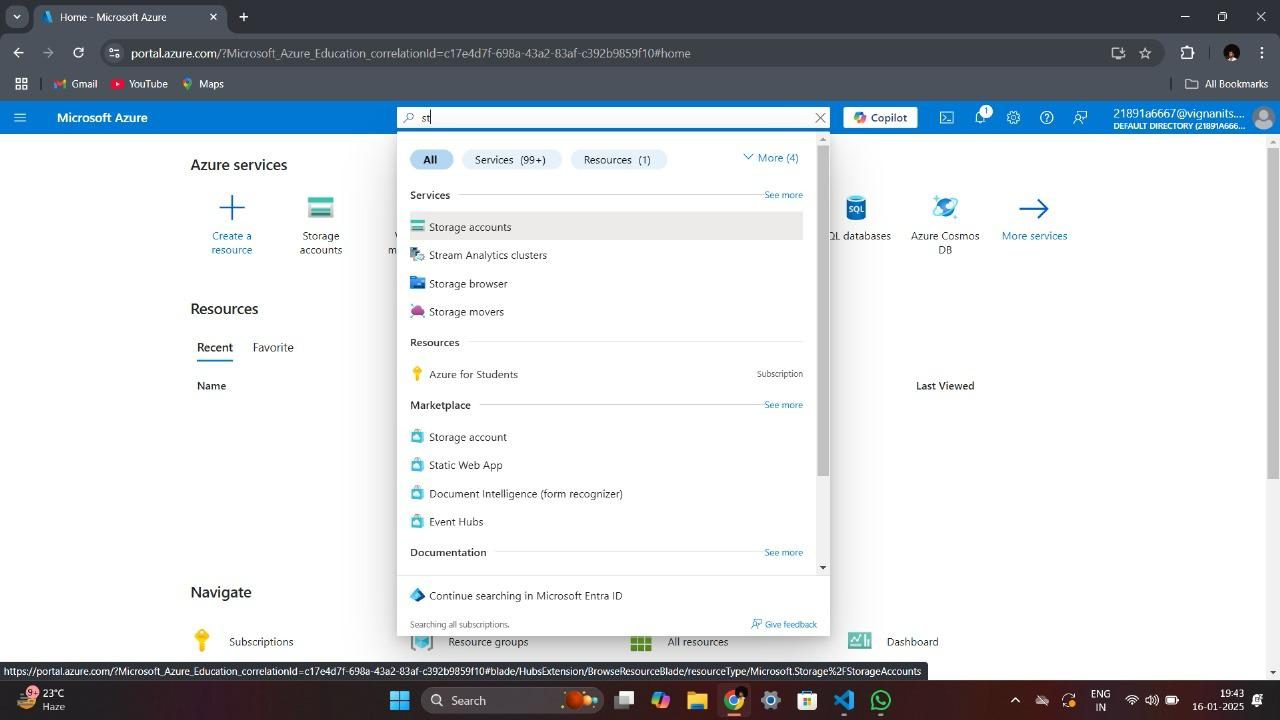 Home - Microsoft Azure
portal.azure.com/?Microsoft_Azure_Education_correlationId=c17e4d7f-698a-43a2-83af-c392b9859f10#home
Gmail
YouTube
Maps
All Bookmarks
Microsoft Azure
st
Copilot
1
21891a6667@vignanits....
DEFAULT DIRECTORY (21891A666...
Azure services
Create a resource
Storage accounts
SQL
QL databases
Azure Cosmos DB
More services
All
Services (99+)
Resources (1)
More (4)
Services
See more
Storage accounts
Stream Analytics clusters
Storage browser
Storage movers
Resources
Azure for Students
Subscription
Marketplace
See more
Storage account
Static Web App
Document Intelligence (form recognizer)
Event Hubs
Documentation
See more
Continue searching in Microsoft Entra ID
Searching all subscriptions.
Give feedback
Resources
Recent
Favorite
Name
Last Viewed
Navigate
Subscriptions
Resource groups
All resources
Dashboard
https://portal.azure.com/?Microsoft_Azure_Education_correlationId=c17e4d7f-698a-43a2-83af-c392b9859f10#blade/HubsExtension/BrowseResourceBlade/resourceType/Microsoft.Storage%2FStorageAccounts
9+
23°C
Haze
Search
ENG
IN
19:43
16-01-2025